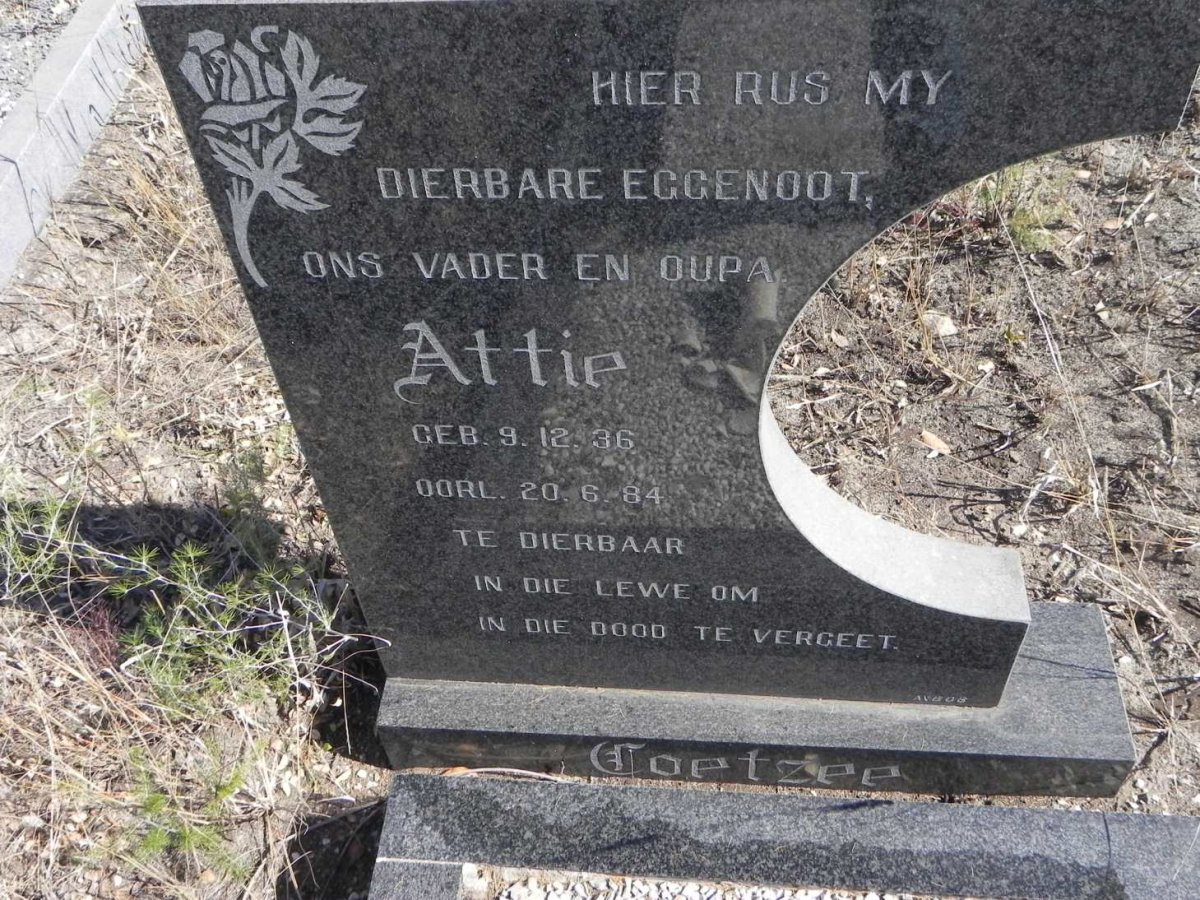 HIER RUS MY
DIERBARE EGGENOOT,
ONS VADER EN OUPA.
Attie
GEB. 9. 12. 36
OORL. 20. 6. 84
TE DIERBAAR
IN DIE LEWE OM
IN DIE DOOD TE VERGEET.
AVBOB
Coetzee